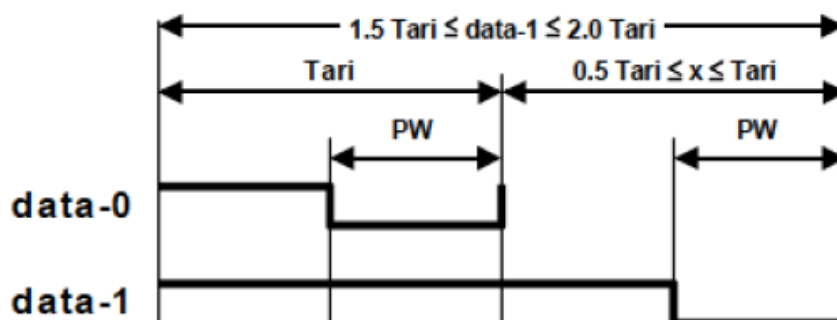 1.5 Tari ≤ data-1 ≤ 2.0 Tari
Tari 0.5 Tari ≤ x ≤ Tari
PW PW
data-0
data-1